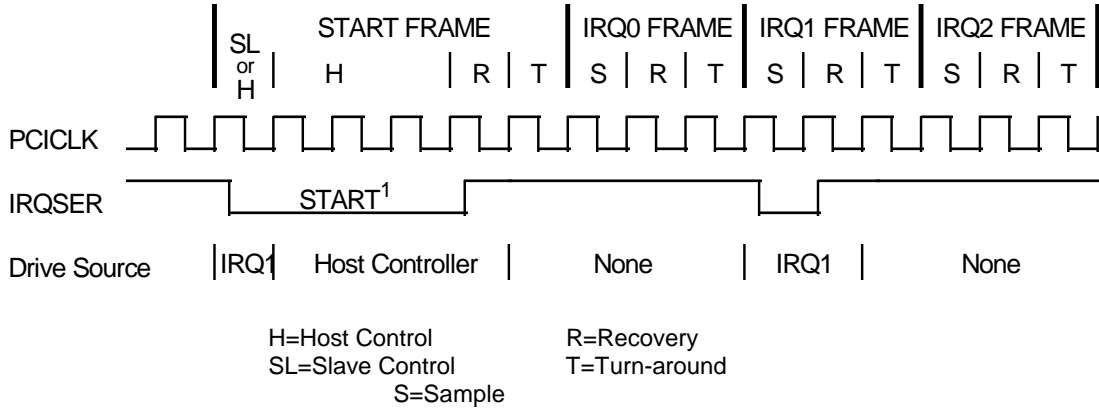 START FRAME IRQ0 FRAME IRQ1 FRAME IRQ2 FRAME
SL
or
H
H R T S R T S R T S R T
PCICLK
IRQSER START1
Drive Source IRQ1 Host Controller None IRQ1 None
H=Host Control R=Recovery
SL=Slave Control T=Turn-around
S=Sample